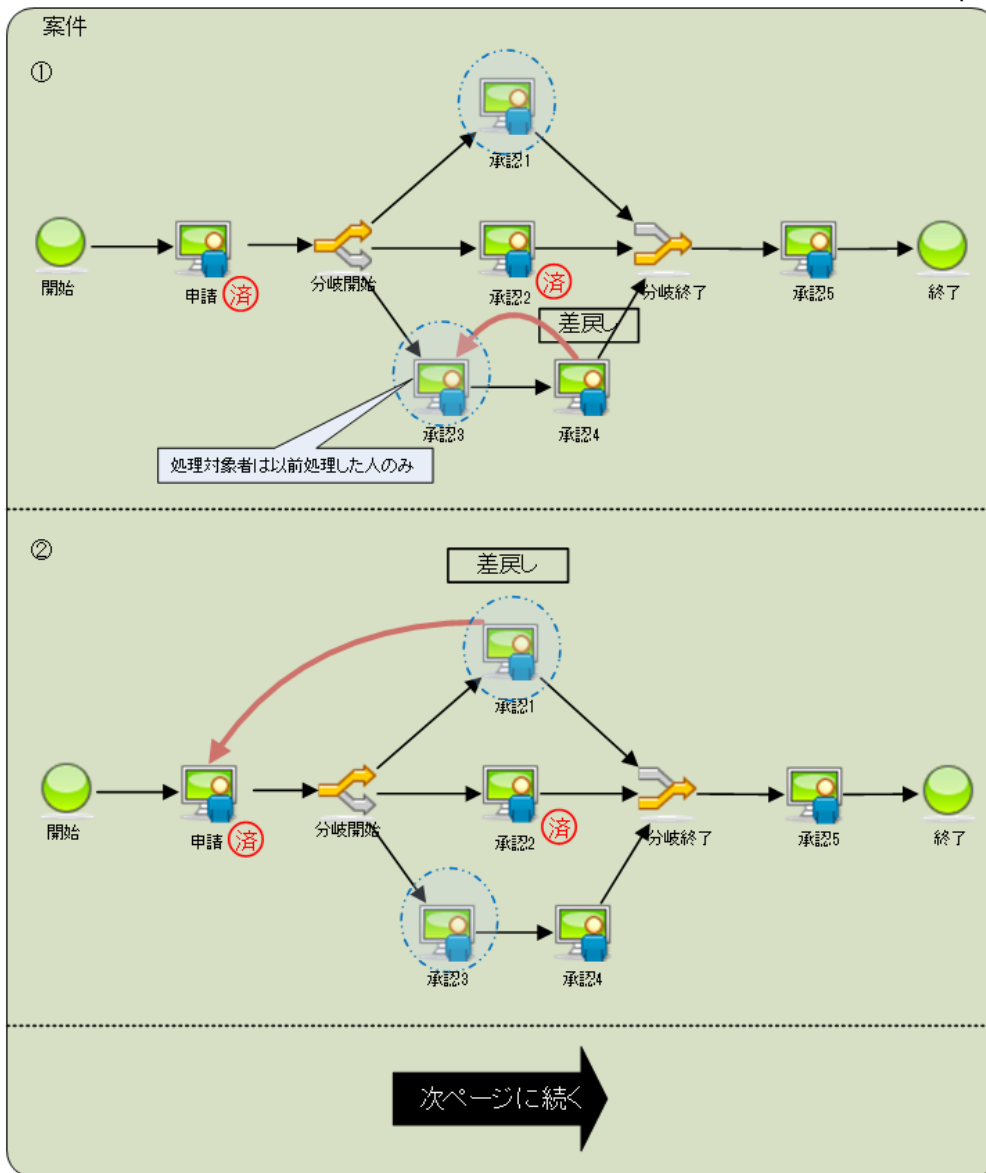 案件
①
承認1
開始
申請
済
分岐開始
承認2
済
分岐終了
承認5
終了
差戻し
承認3
承認4
処理対象者は以前処理した人のみ
②
差戻し
承認1
開始
申請
済
分岐開始
承認2
済
分岐終了
承認5
終了
承認3
承認4
次ページに続く